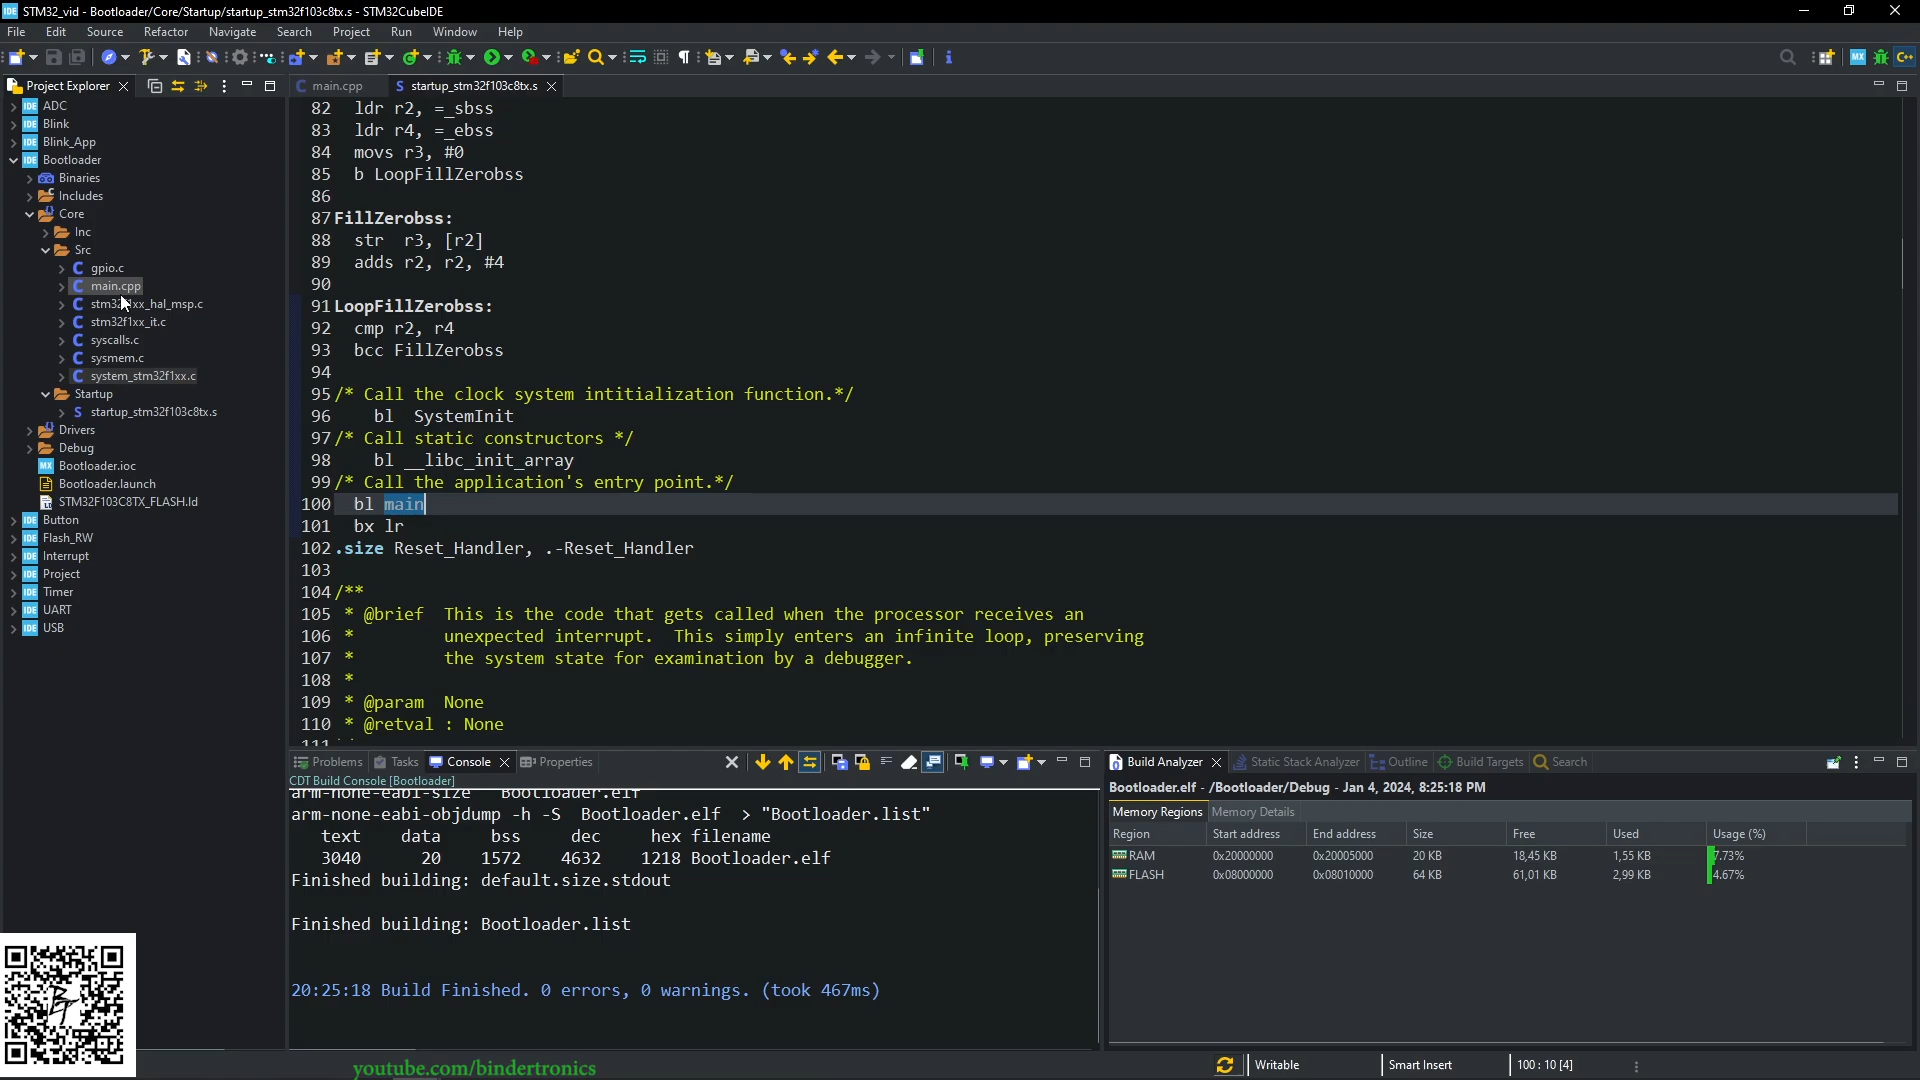 STM32_vid - Bootloader/Core/Startup/startup_stm32f103c8tx.s - STM32CubeIDE
File Edit Source Refactor Navigate Search Project Run Window Help
Project Explorer
main.cpp
startup_stm32f103c8tx.s
ADC
Blink
Blink_App
Bootloader
Binaries
Includes
Core
Inc
Src
gpio.c
main.cpp
stm32f1xx_hal_msp.c
stm32f1xx_it.c
syscalls.c
sysmem.c
system_stm32f1xx.c
Startup
startup_stm32f103c8tx.s
Drivers
Debug
Bootloader.ioc
Bootloader.launch
STM32F103C8TX_FLASH.ld
Button
Flash_RW
Interrupt
Project
Timer
UART
USB
82 ldr r2, =_sbss
83 ldr r4, =_ebss
84 movs r3, #0
85 b LoopFillZerobss
86
87 FillZerobss:
88 str r3, [r2]
89 adds r2, r2, #4
90
91 LoopFillZerobss:
92 cmp r2, r4
93 bcc FillZerobss
94
95 /* Call the clock system intitialization function.*/
96 bl SystemInit
97 /* Call static constructors */
98 bl __libc_init_array
99 /* Call the application's entry point.*/
100 bl main
101 bx lr
102 .size Reset_Handler, .-Reset_Handler
103
104 /**
105 * @brief This is the code that gets called when the processor receives an
106 * unexpected interrupt. This simply enters an infinite loop, preserving
107 * the system state for examination by a debugger.
108 *
109 * @param None
110 * @retval : None
111
Problems Tasks Console Properties
CDT Build Console [Bootloader]
arm-none-eabi-size Bootloader.elf
arm-none-eabi-objdump -h -S Bootloader.elf > "Bootloader.list"
text data bss dec hex filename
3040 20 1572 4632 1218 Bootloader.elf
Finished building: default.size.stdout
Finished building: Bootloader.list
20:25:18 Build Finished. 0 errors, 0 warnings. (took 467ms)
Build Analyzer Static Stack Analyzer Outline Build Targets Search
Bootloader.elf - /Bootloader/Debug - Jan 4, 2024, 8:25:18 PM
Memory Regions Memory Details
Region Start address End address Size Free Used Usage (%)
RAM 0x20000000 0x20005000 20 KB 18,45 KB 1,55 KB 7.73%
FLASH 0x08000000 0x08010000 64 KB 61,01 KB 2,99 KB 4.67%
youtube.com/bindertronics
Writable Smart Insert 100 : 10 [4]